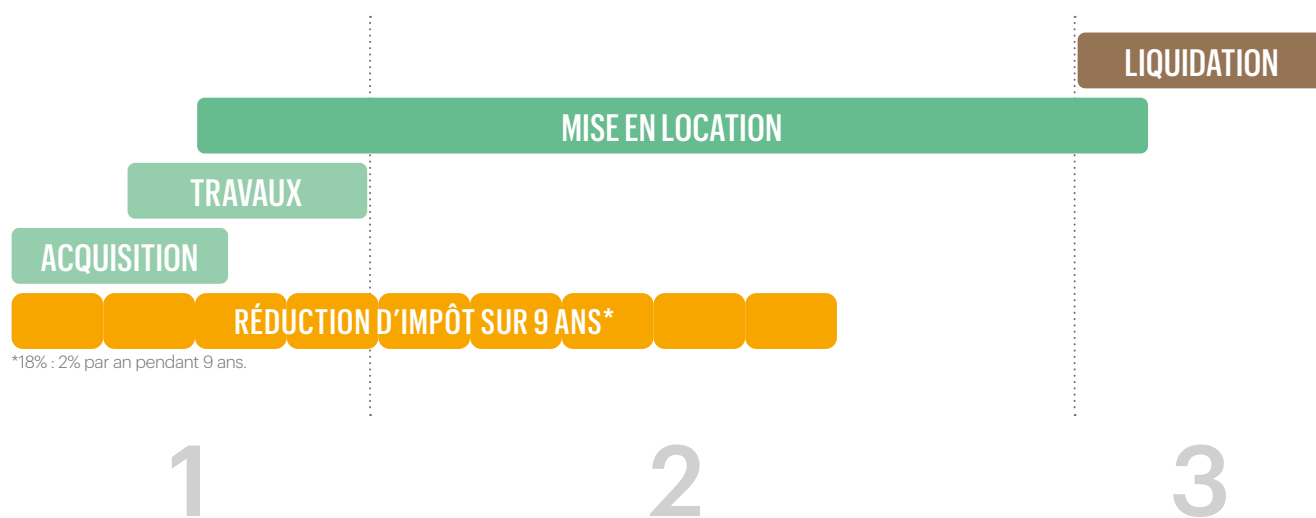 LIQUIDATION
MISE EN LOCATION
TRAVAUX
ACQUISITION
RÉDUCTION D'IMPÔT SUR 9 ANS*
*18% : 2% par an pendant 9 ans.
1 2 3